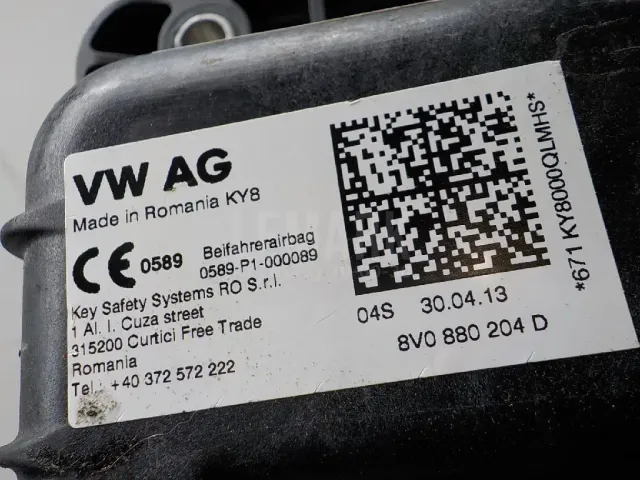 VW AG
Made in Romania KY8
CE 0589
Beifahrerairbag
0589-P1-000089
Key Safety Systems RO S.r.l.
1 Al. I. Cuza street
315200 Curtici Free Trade
Romania
Tel.: +40 372 572 222
04S 30.04.13
8V0 880 204 D
*671 KY8000QLMHS*